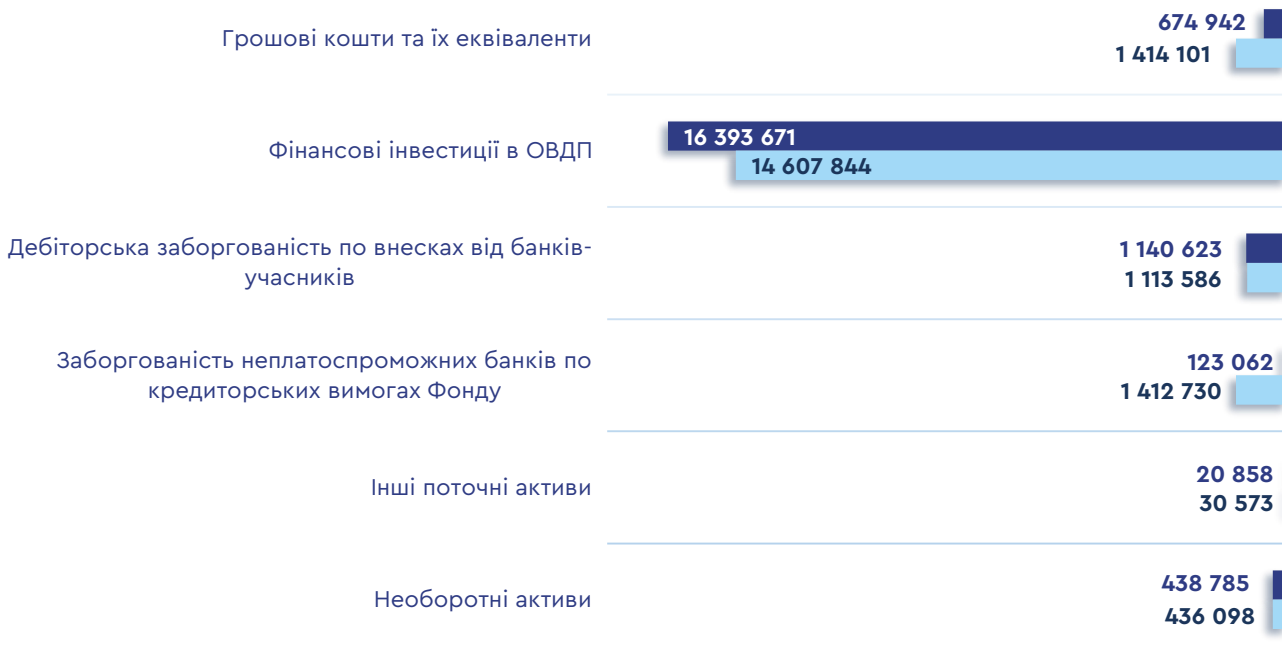 Грошові кошти та їх еквіваленти
674 942
1 414 101
Фінансові інвестиції в ОВДП
16 393 671
14 607 844
Дебіторська заборгованість по внесках від банків-
учасників
1 140 623
1 113 586
Заборгованість неплатоспроможних банків по
кредиторських вимогах Фонду
123 062
1 412 730
Інші поточні активи
20 858
30 573
Необоротні активи
438 785
436 098